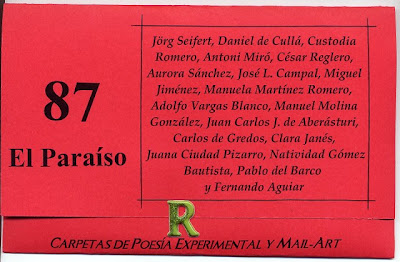 87
El Paraíso
Jörg Seifert, Daniel de Cullá, Custodia
Romero, Antoni Miró, César Reglero,
Aurora Sánchez, José L. Campal, Miguel
Jiménez, Manuela Martínez Romero,
Adolfo Vargas Blanco, Manuel Molina
González, Juan Carlos J. de Aberásturi,
Carlos de Gredos, Clara Janés,
Juana Ciudad Pizarro, Natividad Gómez
Bautista, Pablo del Barco
y Fernando Aguiar
R
CARPETAS DE POESÍA EXPERIMENTAL Y MAIL-ART